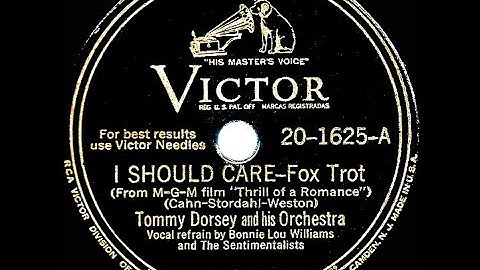 "HIS MASTER'S VOICE"
VICTOR
REG. U.S. PAT. OFF. MARCAS REGISTRADAS
For best results
use Victor Needles
20-1625-A
I SHOULD CARE–Fox Trot
(From M-G-M film "Thrill of a Romance")
(Cahn-Stordahl-Weston)
Tommy Dorsey and his Orchestra
Vocal refrain by Bonnie Lou Williams
and The Sentimentalists
RCA VICTOR DIVISION OF
CAMDEN, N. J. MADE IN U.S.A.